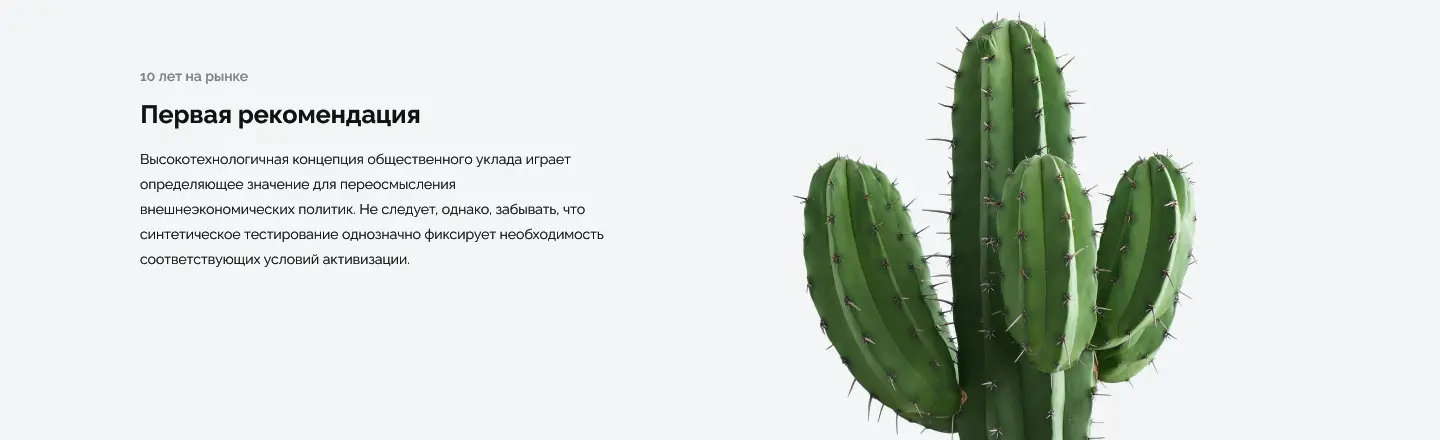 10 лет на рынке
Первая рекомендация
Высокотехнологичная концепция общественного уклада играет
определяющее значение для переосмысления
внешнеэкономических политик. Не следует, однако, забывать, что
синтетическое тестирование однозначно фиксирует необходимость
соответствующих условий активизации.